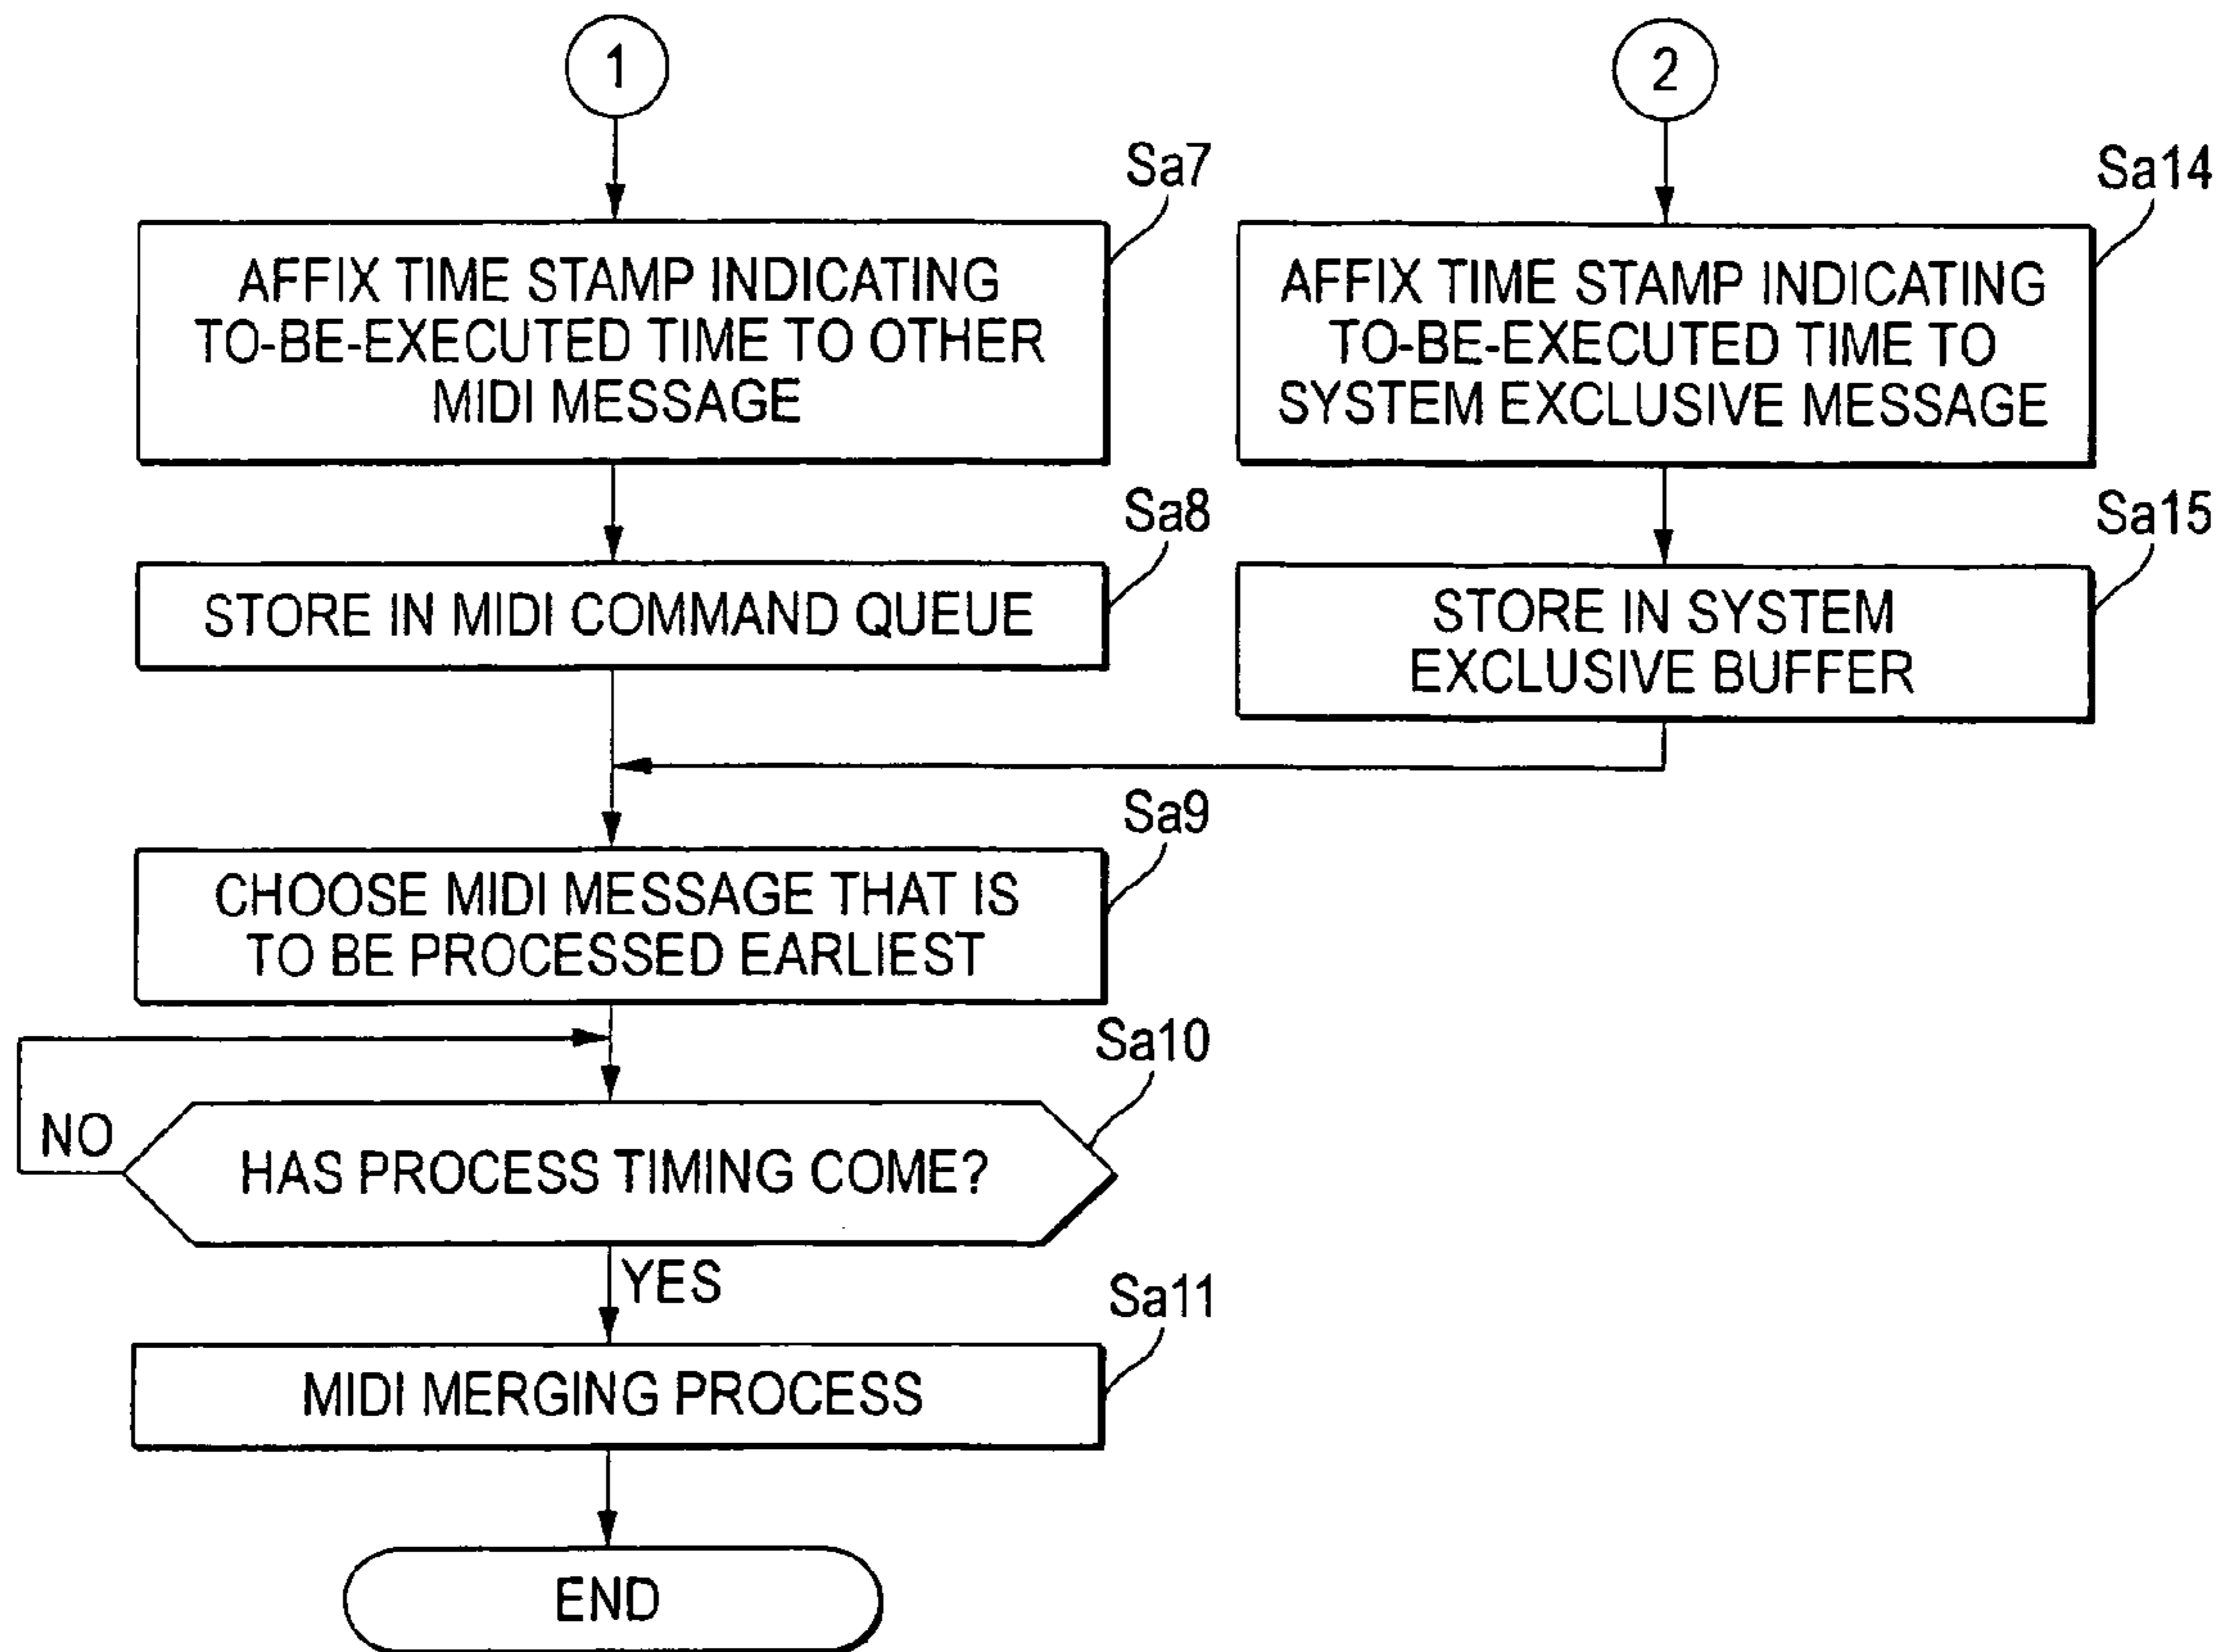 1
Sa7
AFFIX TIME STAMP INDICATING
TO-BE-EXECUTED TIME TO OTHER
MIDI MESSAGE
Sa8
STORE IN MIDI COMMAND QUEUE
2
Sa14
AFFIX TIME STAMP INDICATING
TO-BE-EXECUTED TIME TO
SYSTEM EXCLUSIVE MESSAGE
Sa15
STORE IN SYSTEM
EXCLUSIVE BUFFER
Sa9
CHOOSE MIDI MESSAGE THAT IS
TO BE PROCESSED EARLIEST
Sa10
NO
HAS PROCESS TIMING COME?
YES
Sa11
MIDI MERGING PROCESS
END